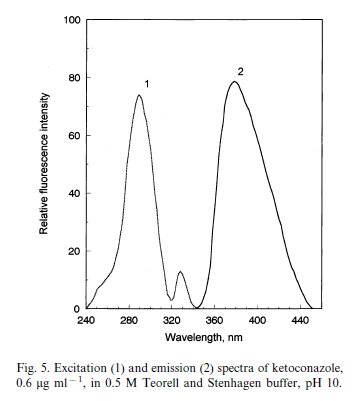 100
80
60
40
20
0
Relative fluorescence intensity
1
2
240 280 320 360 400 440
Wavelength, nm
Fig. 5. Excitation (1) and emission (2) spectra of ketoconazole,
0.6 μg ml⁻¹, in 0.5 M Teorell and Stenhagen buffer, pH 10.